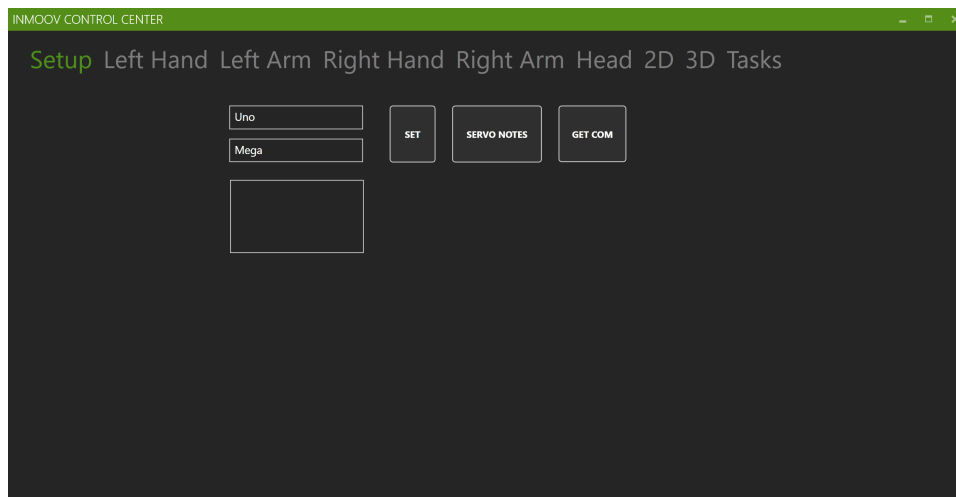 INMOOV CONTROL CENTER
Setup Left Hand Left Arm Right Hand Right Arm Head 2D 3D Tasks
Uno
Mega
SET
SERVO NOTES
GET COM